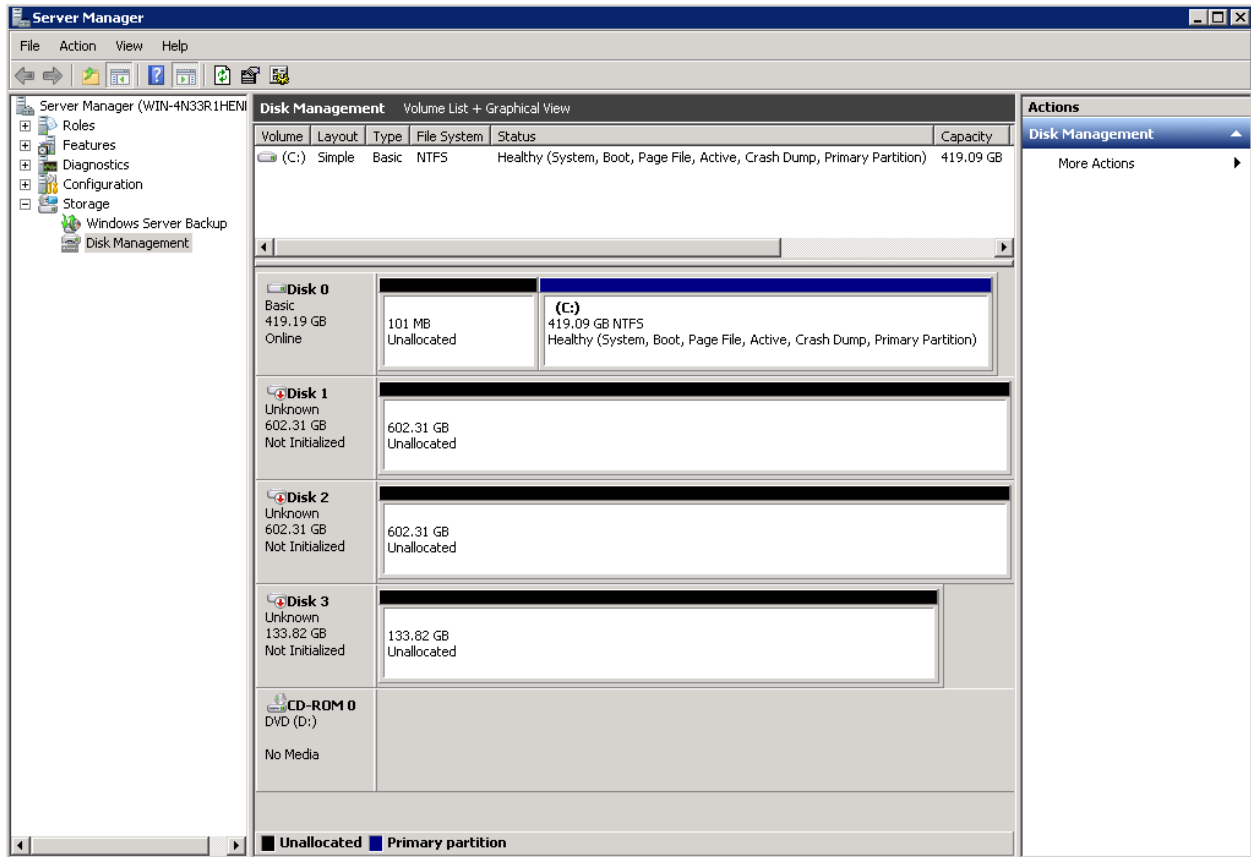 Server Manager
File Action View Help
Server Manager (WIN-4N33R1HENI
Roles
Features
Diagnostics
Configuration
Storage
Windows Server Backup
Disk Management
Disk Management Volume List + Graphical View
Volume Layout Type File System Status Capacity
(C:) Simple Basic NTFS Healthy (System, Boot, Page File, Active, Crash Dump, Primary Partition) 419.09 GB
Disk 0
Basic
419.19 GB
Online
101 MB
Unallocated
(C:)
419.09 GB NTFS
Healthy (System, Boot, Page File, Active, Crash Dump, Primary Partition)
Disk 1
Unknown
602.31 GB
Not Initialized
602.31 GB
Unallocated
Disk 2
Unknown
602.31 GB
Not Initialized
602.31 GB
Unallocated
Disk 3
Unknown
133.82 GB
Not Initialized
133.82 GB
Unallocated
CD-ROM 0
DVD (D:)
No Media
Unallocated Primary partition
Actions
Disk Management
More Actions